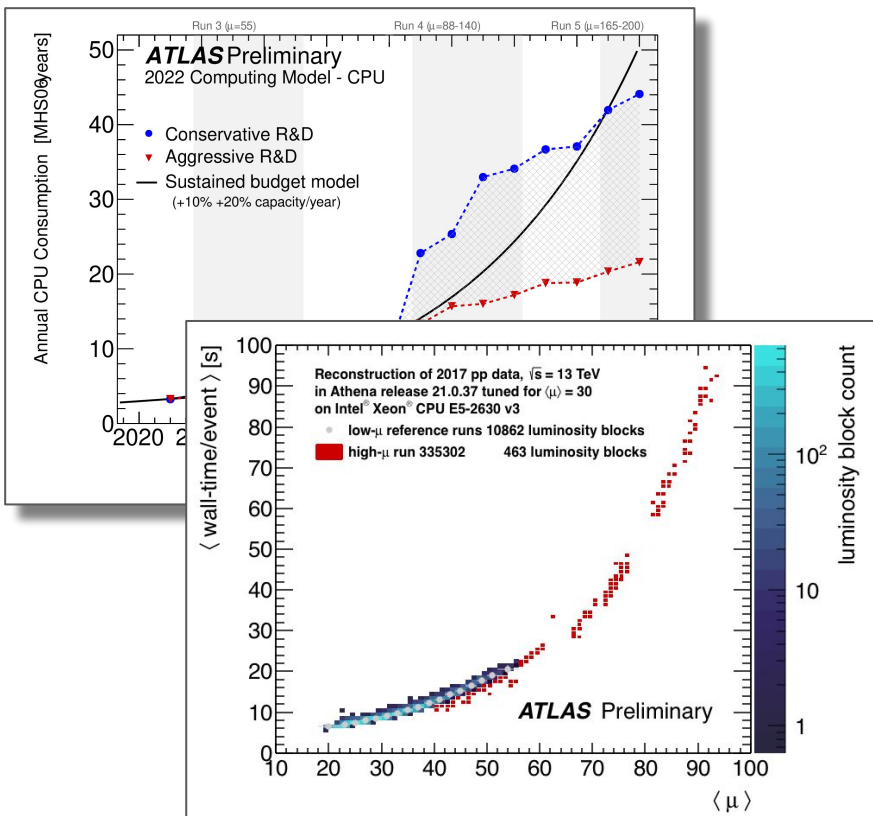 Run 3 (μ=55)
Run 4 (μ=88-140)
Run 5 (μ=165-200)
ATLAS Preliminary
2022 Computing Model - CPU
Conservative R&D
Aggressive R&D
Sustained budget model
(+10% +20% capacity/year)
Annual CPU Consumption [MHS06years]
50
40
30
20
10
0
2020
2
⟨ wall-time/event ⟩ [s]
100
90
80
70
60
50
40
30
20
10
0
Reconstruction of 2017 pp data, √s = 13 TeV
in Athena release 21.0.37 tuned for ⟨μ⟩ = 30
on Intel® Xeon® CPU E5-2630 v3
low-μ reference runs 10862 luminosity blocks
high-μ run 335302 463 luminosity blocks
ATLAS Preliminary
10 20 30 40 50 60 70 80 90 100
⟨ μ ⟩
10²
10
1
luminosity block count